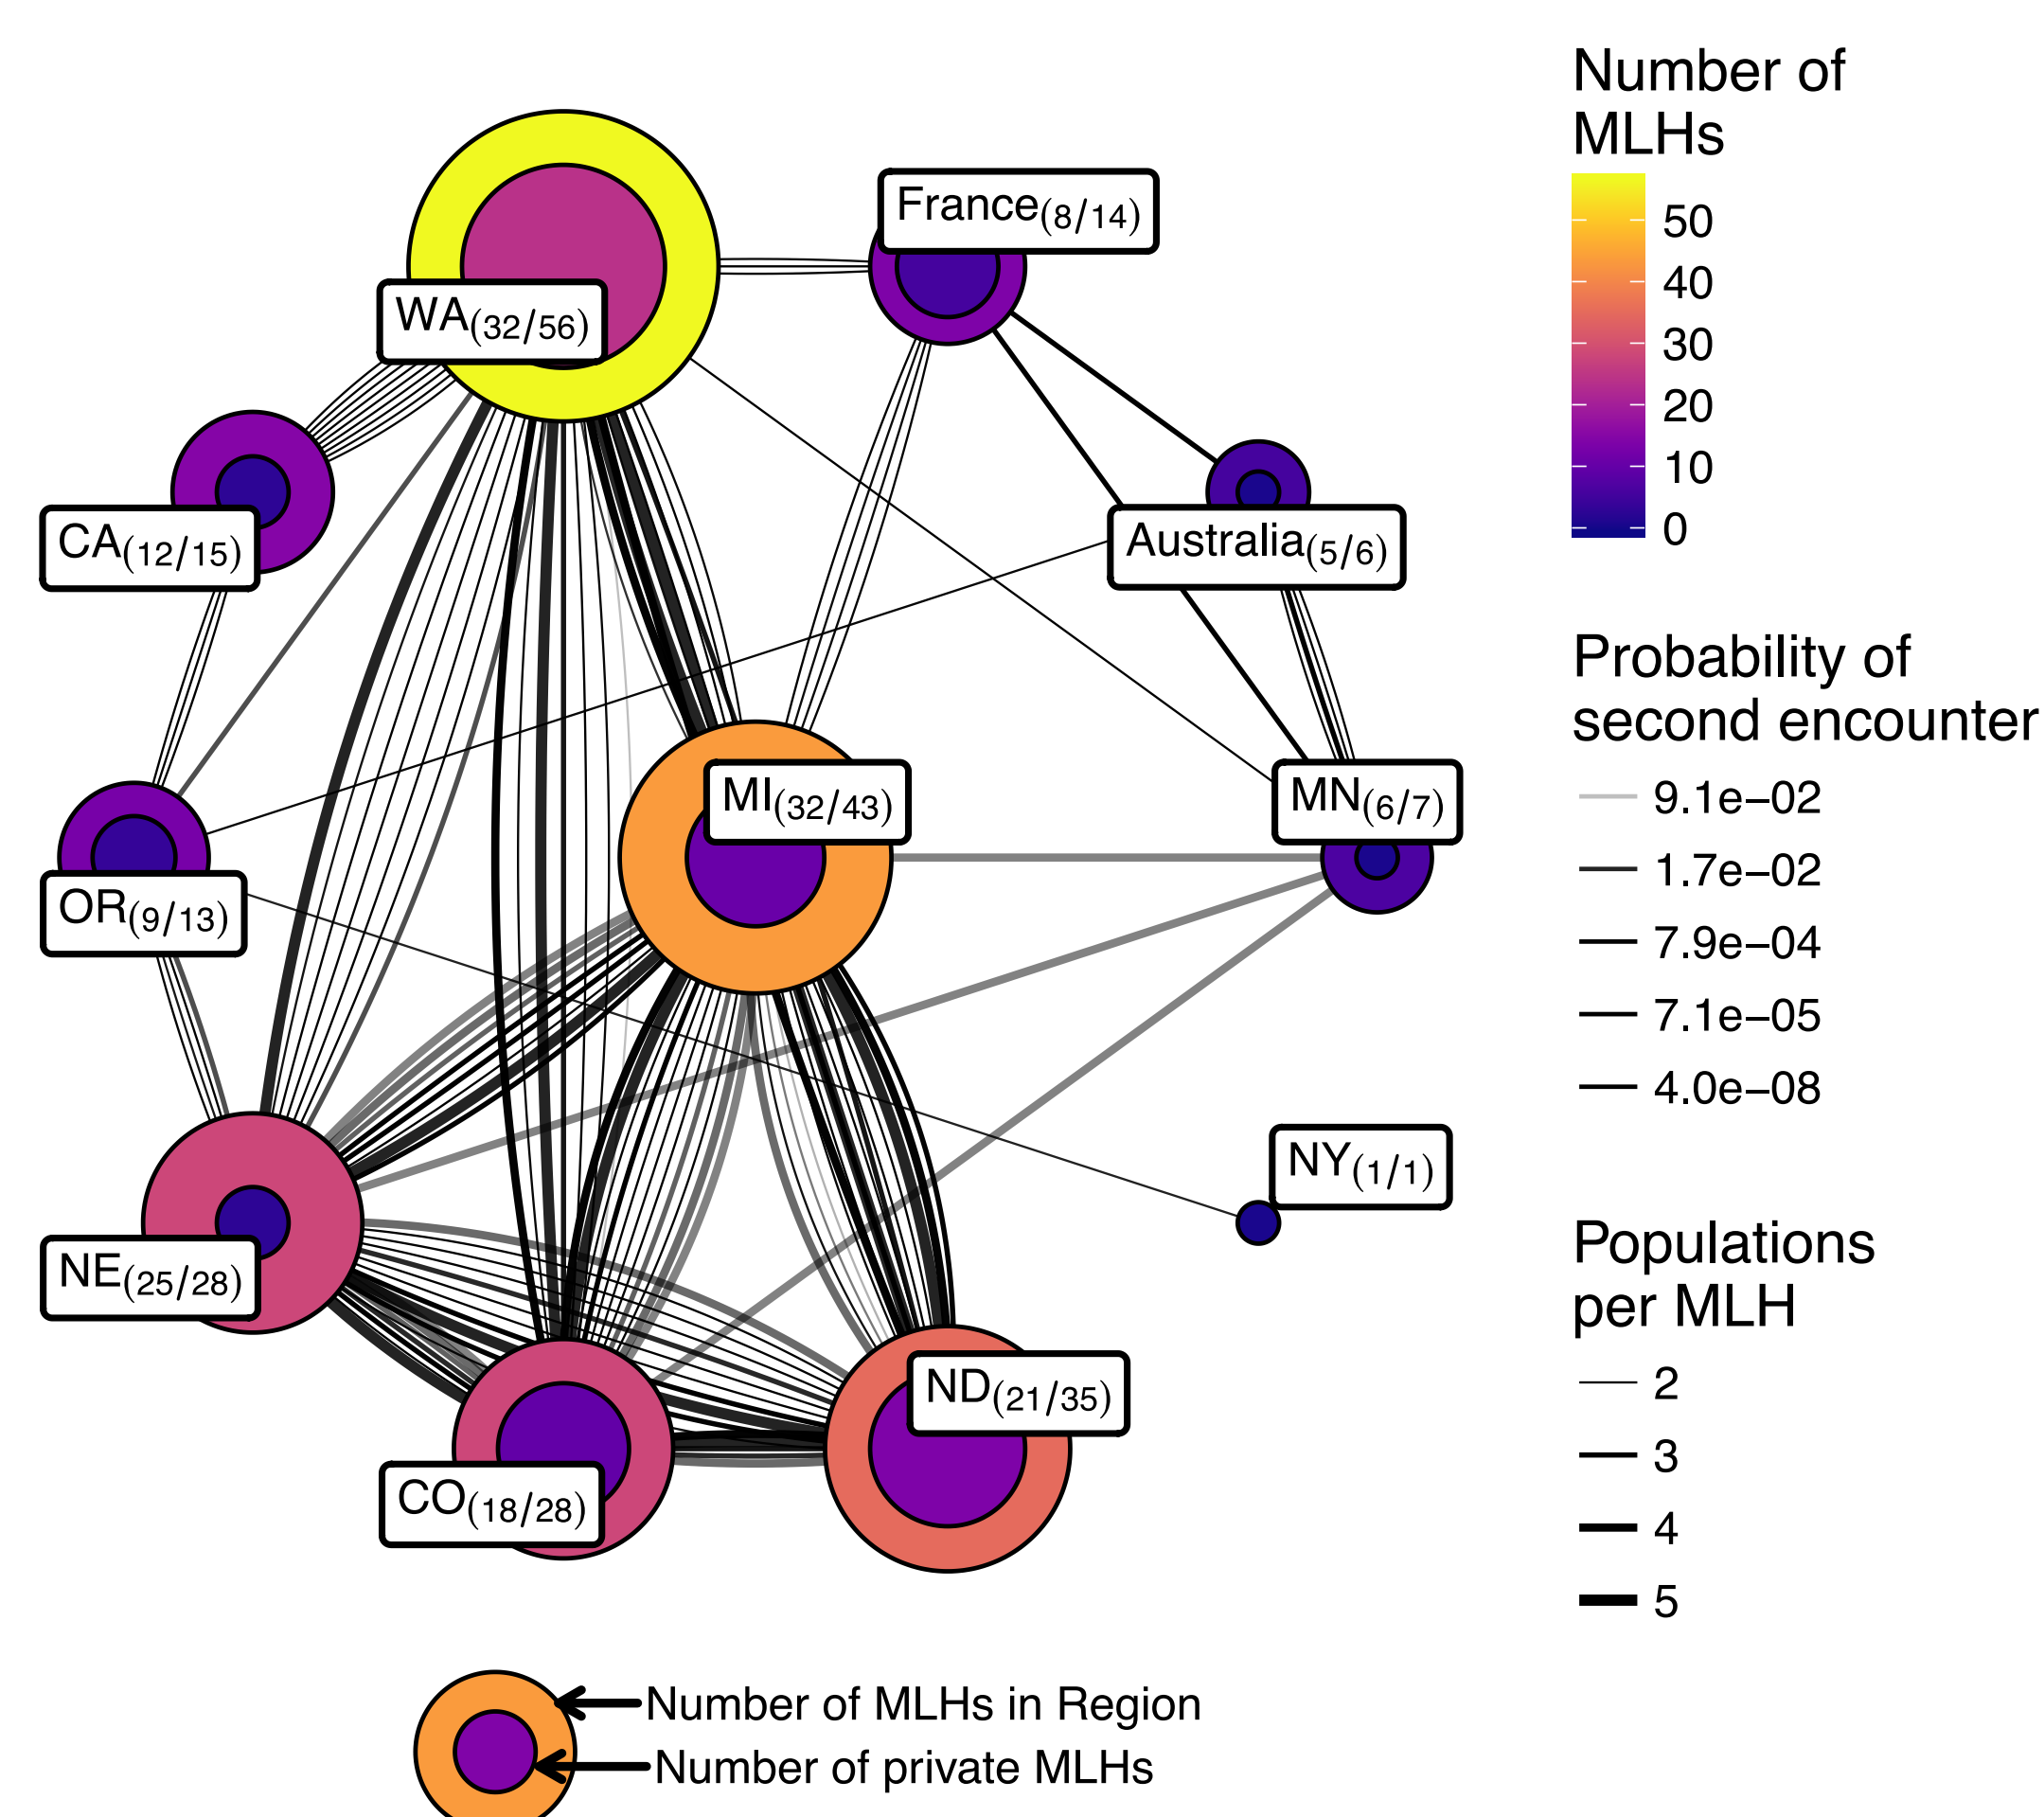 Number of
MLHs
50
40
30
20
10
0
France(8/14)
WA(32/56)
CA(12/15)
Australia(5/6)
Probability of
second encounter
9.1e−02
1.7e−02
7.9e−04
7.1e−05
4.0e−08
MI(32/43)
MN(6/7)
OR(9/13)
NY(1/1)
NE(25/28)
Populations
per MLH
2
3
4
5
ND(21/35)
CO(18/28)
Number of MLHs in Region
Number of private MLHs